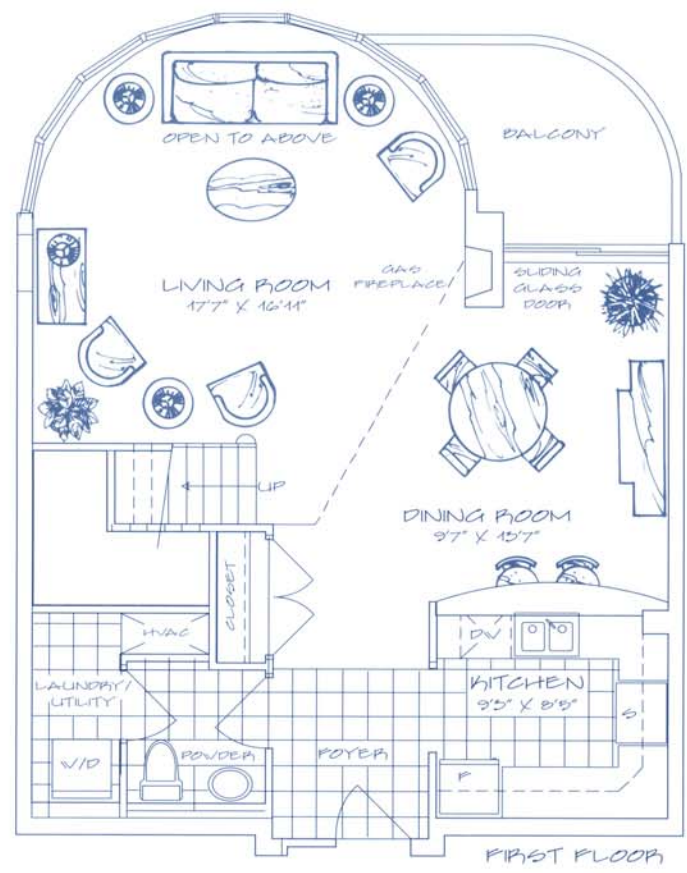 OPEN TO ABOVE
BALCONY
LIVING ROOM
17'7" X 16'11"
GAS
FIREPLACE
SLIDING
GLASS
DOOR
UP
DINING ROOM
9'7" X 13'7"
CLOSET
HVAC
DW
LAUNDRY/
UTILITY
KITCHEN
9'3" X 8'5"
S
W/D
POWDER
FOYER
F
FIRST FLOOR